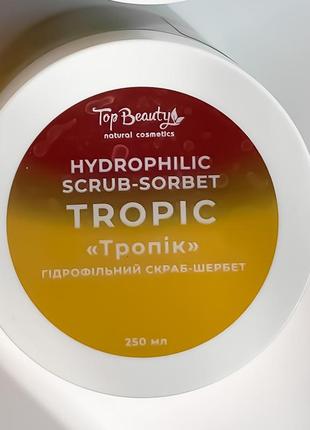 Top Beauty
natural cosmetics
HYDROPHILIC
SCRUB-SORBET
TROPIC
«Тропік»
ГІДРОФІЛЬНИЙ СКРАБ-ШЕРБЕТ
250 мл